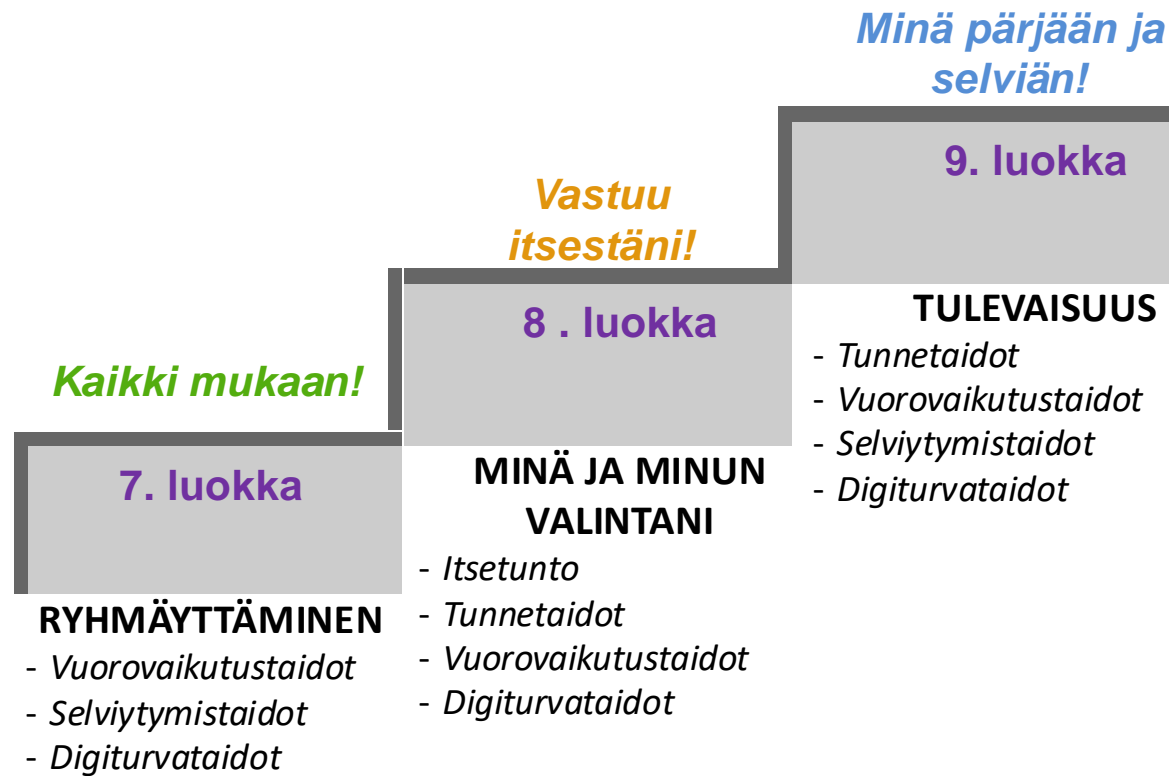 Kaikki mukaan!
7. luokka
RYHMÄYTTÄMINEN
- Vuorovaikutustaidot
- Selviytymistaidot
- Digiturvataidot
Vastuu
itsestäni!
8 . luokka
MINÄ JA MINUN
VALINTANI
- Itsetunto
- Tunnetaidot
- Vuorovaikutustaidot
- Digiturvataidot
Minä pärjään ja
selviän!
9. luokka
TULEVAISUUS
- Tunnetaidot
- Vuorovaikutustaidot
- Selviytymistaidot
- Digiturvataidot